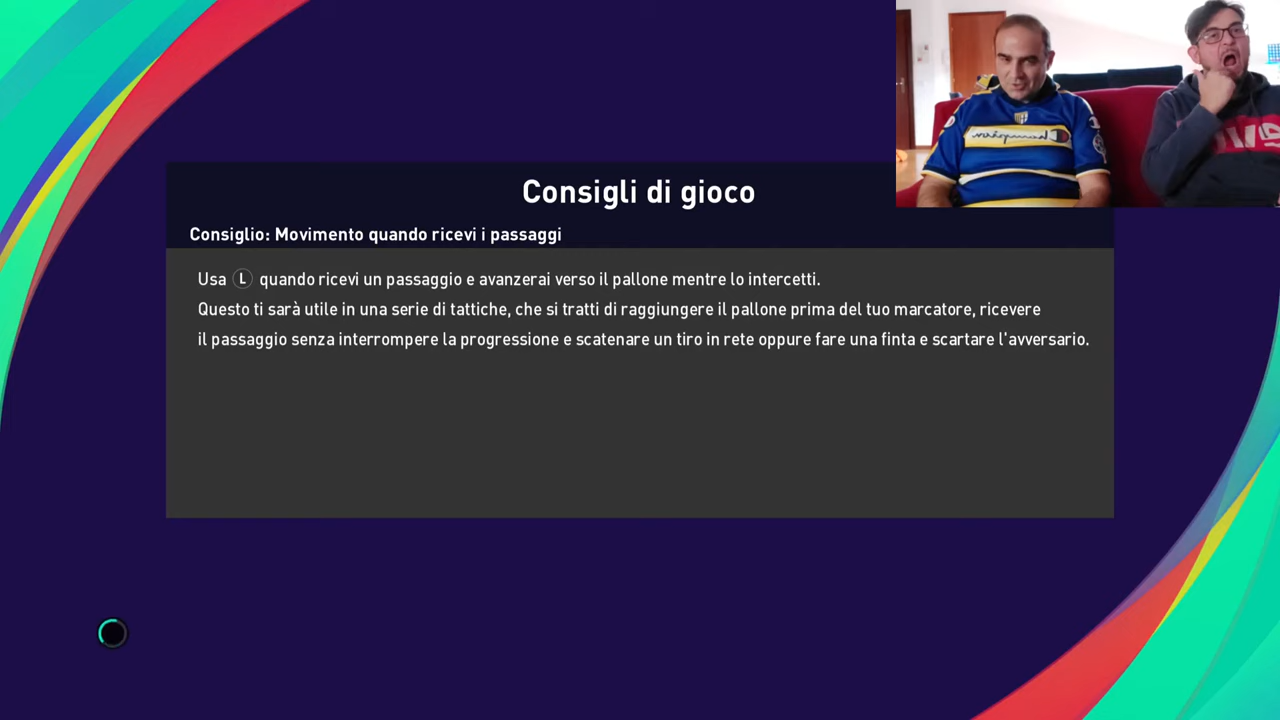 Consigli di gioco
Consiglio: Movimento quando ricevi i passaggi
Usa L quando ricevi un passaggio e avanzerai verso il pallone mentre lo intercetti.
Questo ti sarà utile in una serie di tattiche, che si tratti di raggiungere il pallone prima del tuo marcatore, ricevere
il passaggio senza interrompere la progressione e scatenare un tiro in rete oppure fare una finta e scartare l'avversario.